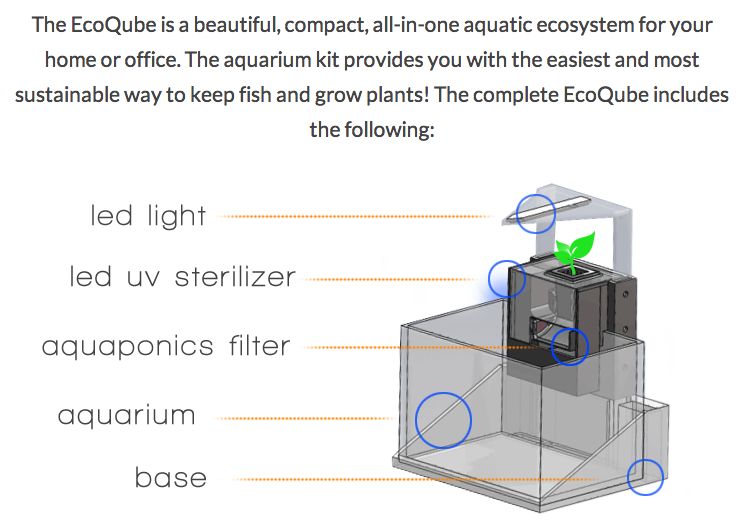 The EcoQube is a beautiful, compact, all-in-one aquatic ecosystem for your
home or office. The aquarium kit provides you with the easiest and most
sustainable way to keep fish and grow plants! The complete EcoQube includes
the following:
led light
led uv sterilizer
aquaponics filter
aquarium
base